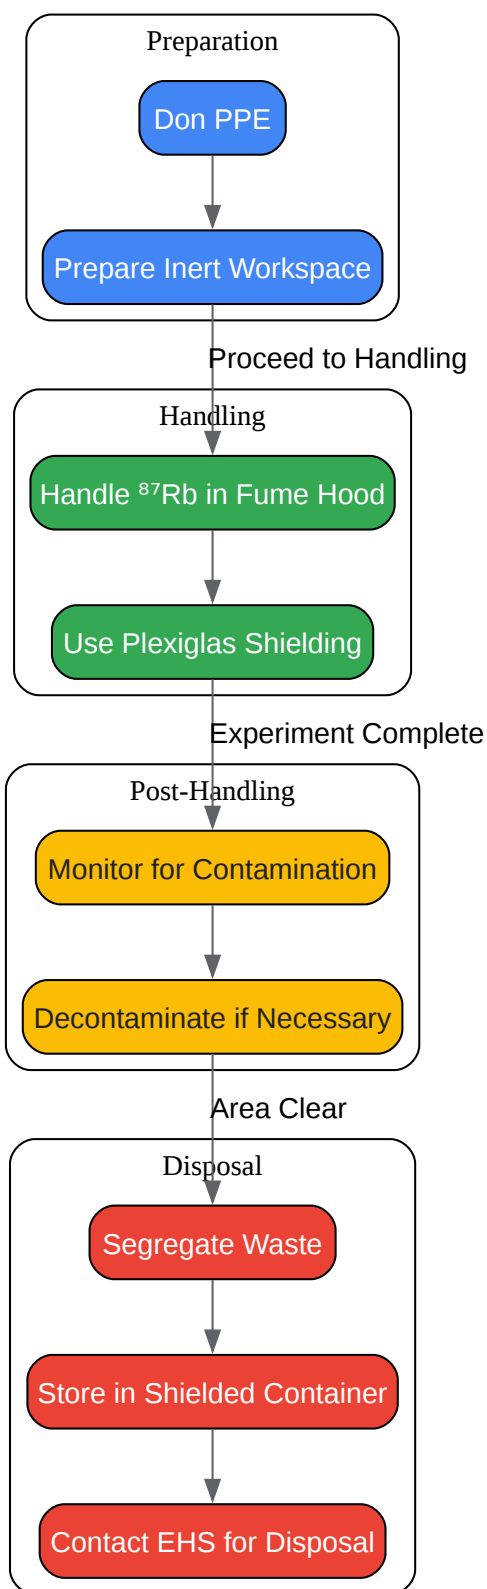 Preparation
Don PPE
Prepare Inert Workspace
Proceed to Handling
Handling
Handle ⁸⁷Rb in Fume Hood
Use Plexiglas Shielding
Experiment Complete
Post-Handling
Monitor for Contamination
Decontaminate if Necessary
Area Clear
Disposal
Segregate Waste
Store in Shielded Container
Contact EHS for Disposal